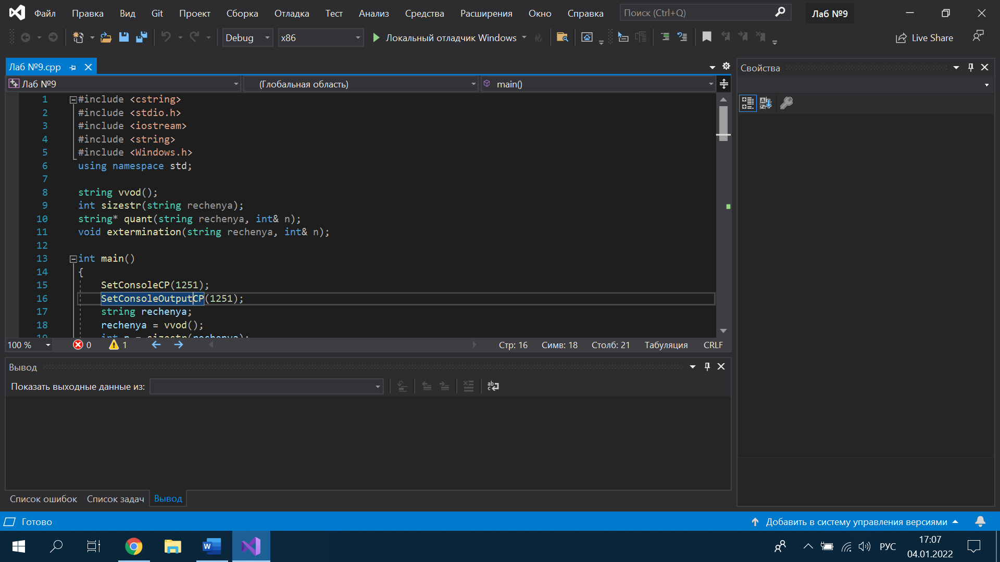 Файл Правка Вид Git Проект Сборка Отладка Тест Анализ Средства Расширения Окно Справка Поиск (Ctrl+Q) Лаб №9
Debug x86 Локальный отладчик Windows Live Share
Лаб №9.cpp
Лаб №9 (Глобальная область) main()
1 #include <cstring>
2 #include <stdio.h>
3 #include <iostream>
4 #include <string>
5 #include <Windows.h>
6 using namespace std;
7
8 string vvod();
9 int sizestr(string rechenya);
10 string* quant(string rechenya, int& n);
11 void extermination(string rechenya, int& n);
12
13 int main()
14 {
15 SetConsoleCP(1251);
16 SetConsoleOutputCP(1251);
17 string rechenya;
18 rechenya = vvod();
19 int n = sizestr(rechenya);
100 % 0 1 Стр: 16 Симв: 18 Столб: 21 Табуляция CRLF
Вывод
Показать выходные данные из:
Список ошибок Список задач Вывод
Свойства
Готово Добавить в систему управления версиями
РУС 17:07
04.01.2022